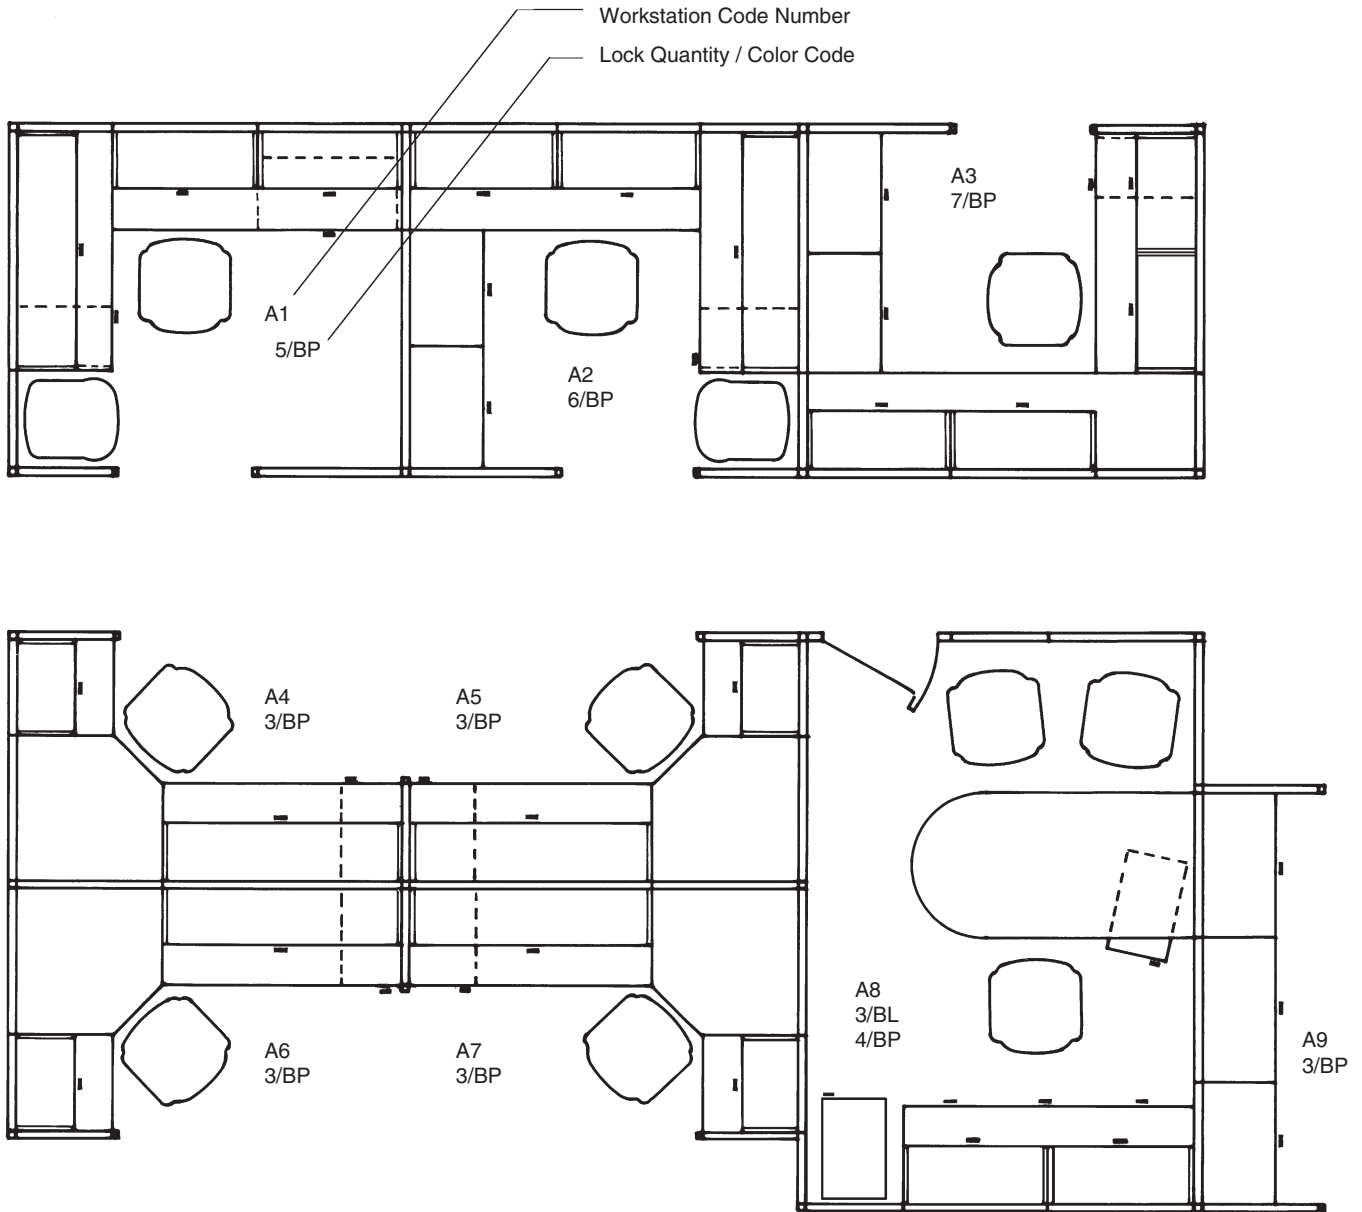 Workstation Code Number
Lock Quantity / Color Code
A3
7/BP
A1
5/BP
A2
6/BP
A4
3/BP
A5
3/BP
A8
3/BL
4/BP
A9
3/BP
A6
3/BP
A7
3/BP